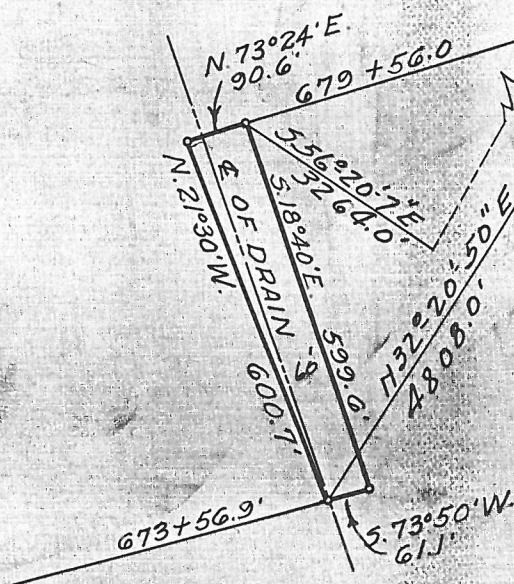 N. 73°24'E.
90.6'
679 +56.0
S.56°-20'-7"E
3264.0'
N. 21°30'W.
600.7'
℄ OF DRAIN
S.18°40'E.
599.6'
N32°-20'-50"E
4808.0'
673+56.9'
S. 73°50'W.
61.1'